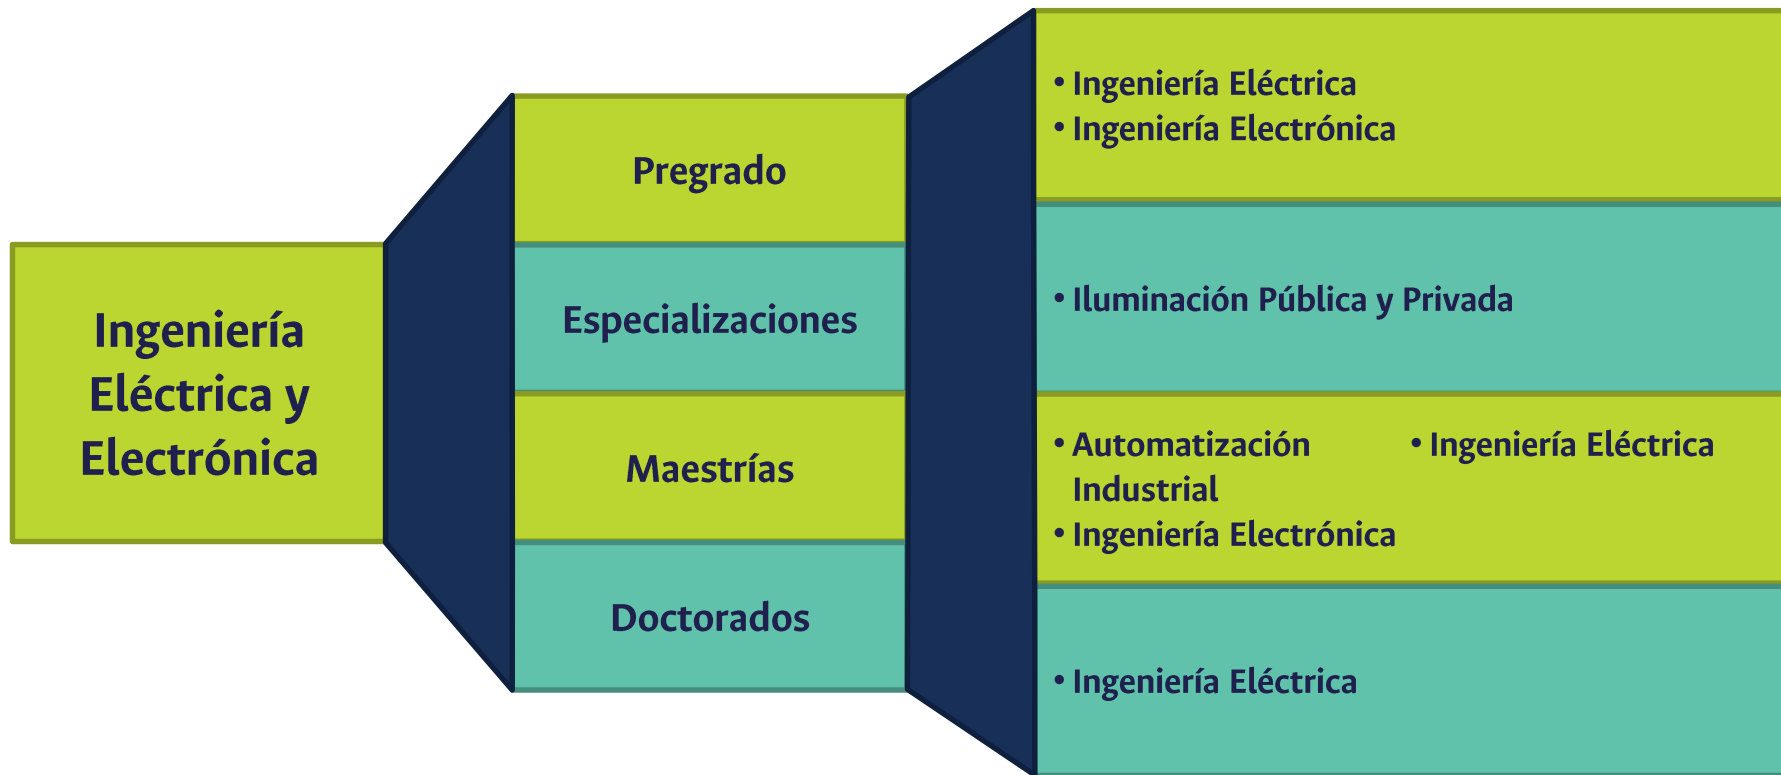 Ingeniería
Eléctrica y
Electrónica
Pregrado
Especializaciones
Maestrías
Doctorados
• Ingeniería Eléctrica
• Ingeniería Electrónica
• Iluminación Pública y Privada
• Automatización
Industrial
• Ingeniería Electrónica
• Ingeniería Eléctrica
• Ingeniería Eléctrica